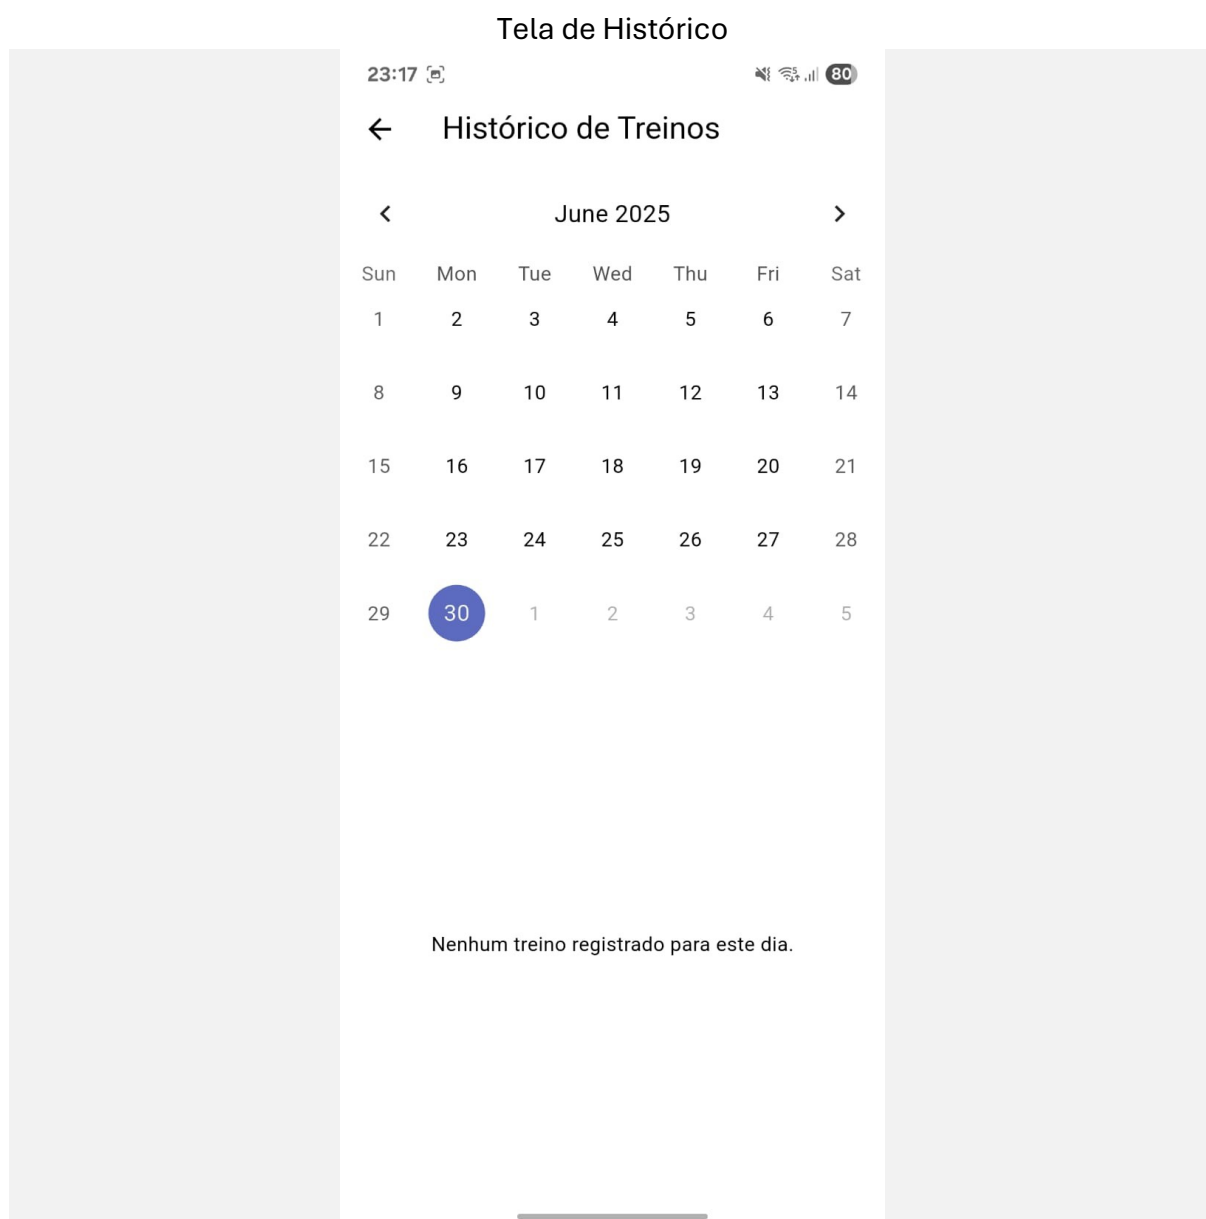 Tela de Histórico
23:17 80
Histórico de Treinos
June 2025
Sun Mon Tue Wed Thu Fri Sat
1 2 3 4 5 6 7
8 9 10 11 12 13 14
15 16 17 18 19 20 21
22 23 24 25 26 27 28
29 30 1 2 3 4 5
Nenhum treino registrado para este dia.